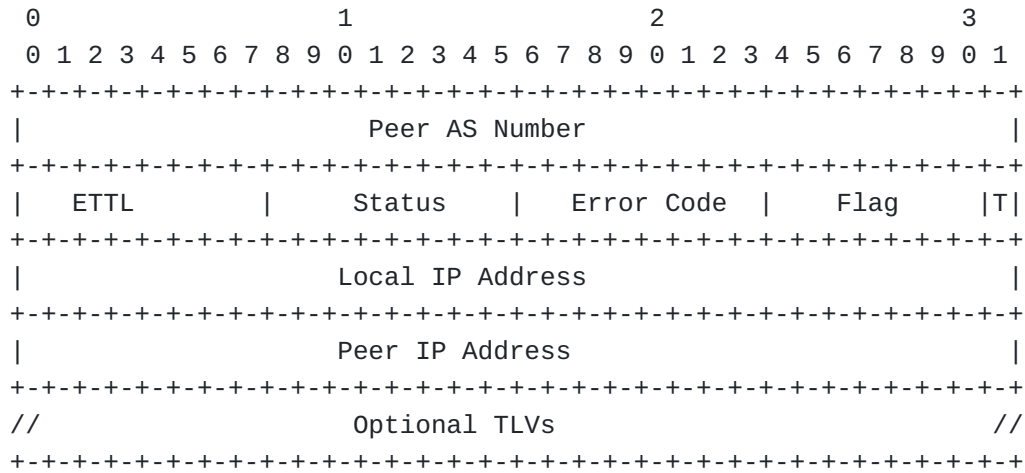 0                   1                   2                   3
 0 1 2 3 4 5 6 7 8 9 0 1 2 3 4 5 6 7 8 9 0 1 2 3 4 5 6 7 8 9 0 1
+-+-+-+-+-+-+-+-+-+-+-+-+-+-+-+-+-+-+-+-+-+-+-+-+-+-+-+-+-+-+-+-+
|                      Peer AS Number                           |
+-+-+-+-+-+-+-+-+-+-+-+-+-+-+-+-+-+-+-+-+-+-+-+-+-+-+-+-+-+-+-+-+
|   ETTL        |     Status    |   Error Code  |    Flag     |T|
+-+-+-+-+-+-+-+-+-+-+-+-+-+-+-+-+-+-+-+-+-+-+-+-+-+-+-+-+-+-+-+-+
|                    Local IP Address                           |
+-+-+-+-+-+-+-+-+-+-+-+-+-+-+-+-+-+-+-+-+-+-+-+-+-+-+-+-+-+-+-+-+
|                    Peer IP Address                            |
+-+-+-+-+-+-+-+-+-+-+-+-+-+-+-+-+-+-+-+-+-+-+-+-+-+-+-+-+-+-+-+-+
//                    Optional TLVs                            //
+-+-+-+-+-+-+-+-+-+-+-+-+-+-+-+-+-+-+-+-+-+-+-+-+-+-+-+-+-+-+-+-+